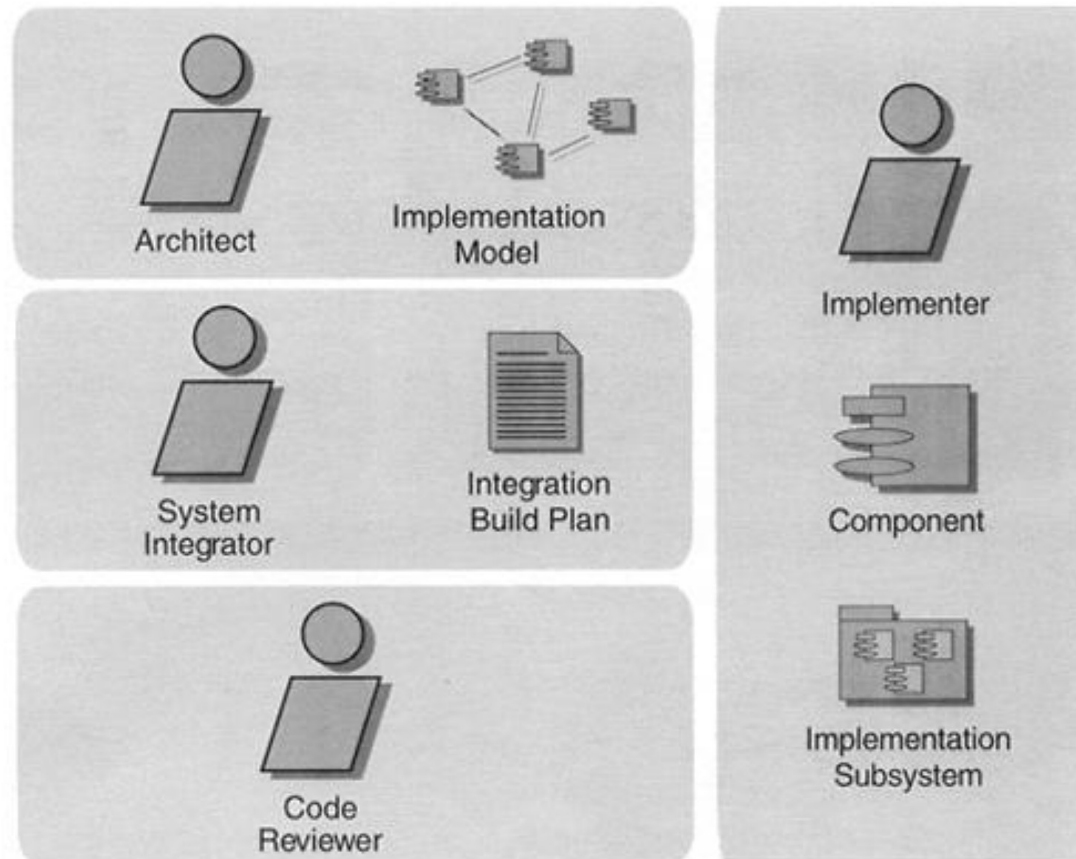 Architect
Implementation
Model
System
Integrator
Integration
Build Plan
Code
Reviewer
Implementer
Component
Implementation
Subsystem